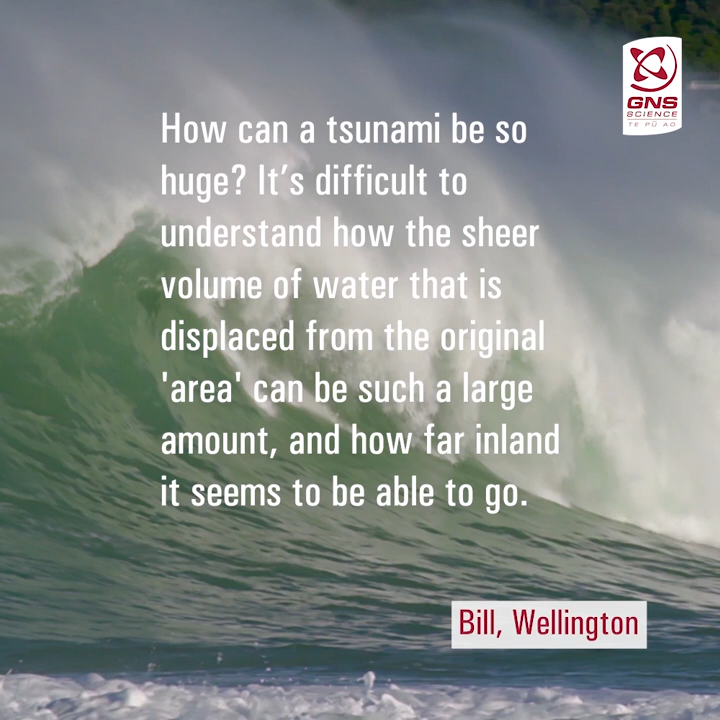 GNS
SCIENCE
TE PŪ AO
How can a tsunami be so
huge? It’s difficult to
understand how the sheer
volume of water that is
displaced from the original
'area' can be such a large
amount, and how far inland
it seems to be able to go.
Bill, Wellington